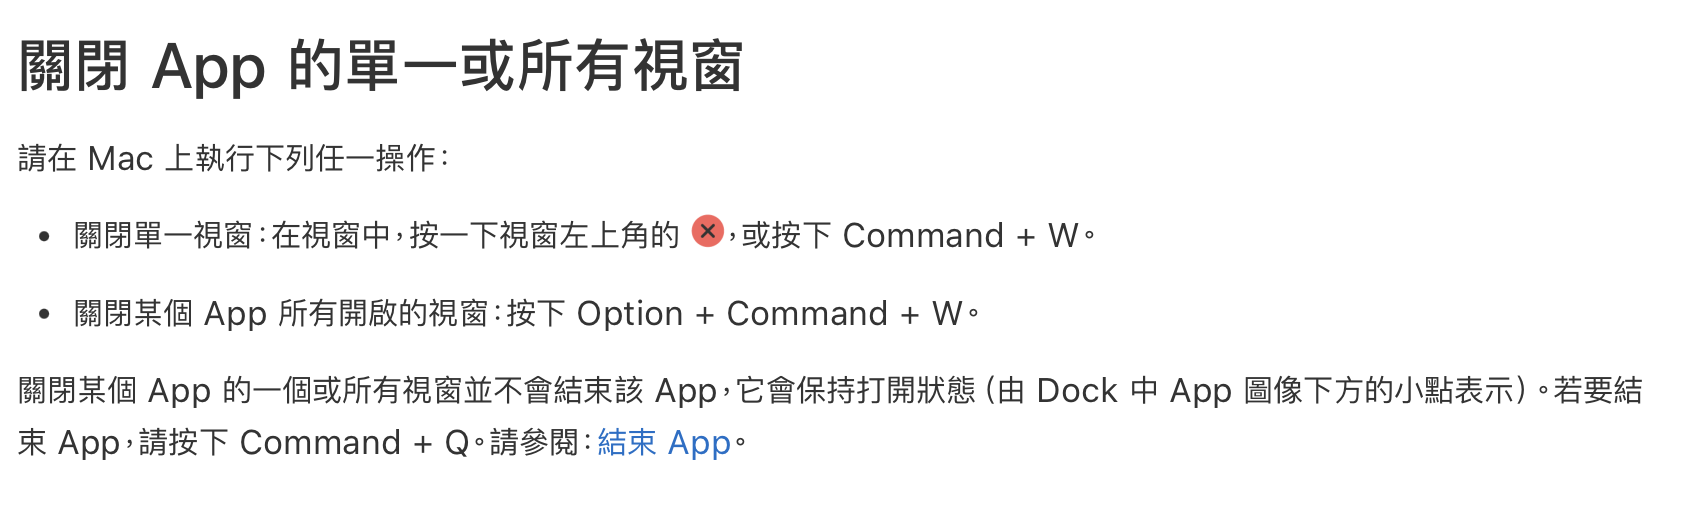 關閉 App 的單一或所有視窗
請在 Mac 上執行下列任一操作：
• 關閉單一視窗：在視窗中，按一下視窗左上角的 ，或按下 Command + W。
• 關閉某個 App 所有開啟的視窗：按下 Option + Command + W。
關閉某個 App 的一個或所有視窗並不會結束該 App，它會保持打開狀態（由 Dock 中 App 圖像下方的小點表示）。若要結
束 App，請按下 Command + Q。請參閱：結束 App。